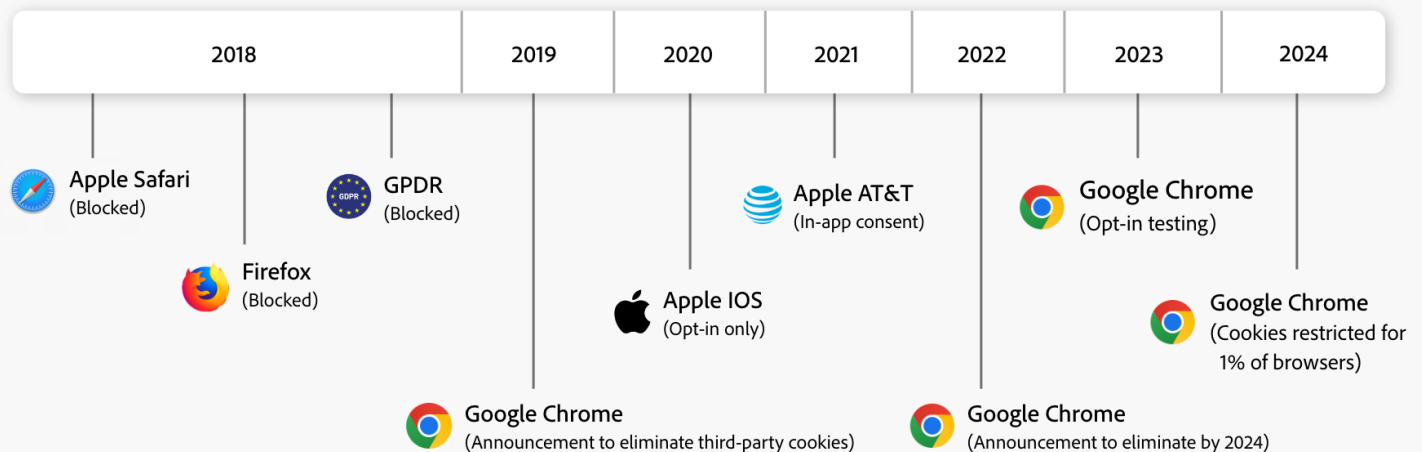 2018
2019
2020
2021
2022
2023
2024
Apple Safari
(Blocked)
Firefox
(Blocked)
GDPR
GPDR
(Blocked)
Google Chrome
(Announcement to eliminate third-party cookies)
Apple IOS
(Opt-in only)
Apple AT&T
(In-app consent)
Google Chrome
(Announcement to eliminate by 2024)
Google Chrome
(Opt-in testing)
Google Chrome
(Cookies restricted for
1% of browsers)